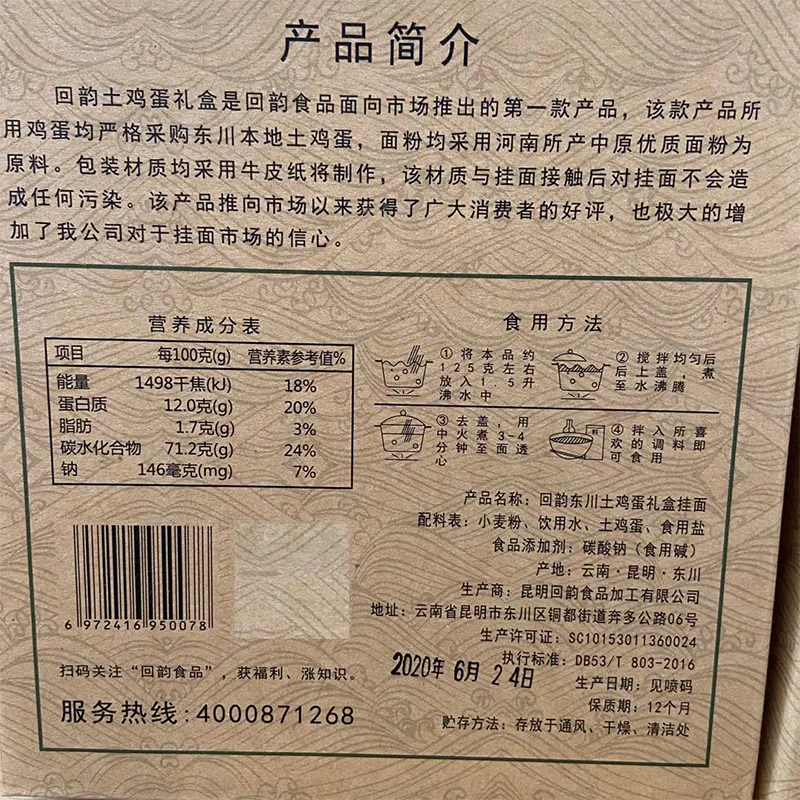 产品简介
回韵土鸡蛋礼盒是回韵食品面向市场推出的第一款产品，该款产品所
用鸡蛋均严格采购东川本地土鸡蛋，面粉均采用河南所产中原优质面粉为
原料。包装材质均采用牛皮纸将制作，该材质与挂面接触后对挂面不会造
成任何污染。该产品推向市场以来获得了广大消费者的好评，也极大的增
加了我公司对于挂面市场的信心。
营养成分表
项目 每100克(g) 营养素参考值%
能量 1498千焦(kJ) 18%
蛋白质 12.0克(g) 20%
脂肪 1.7克(g) 3%
碳水化合物 71.2克(g) 24%
钠 146毫克(mg) 7%
食用方法
①将本品约
125克左右
放入1.5升
沸水中
②搅拌均匀后
后上盖，煮
至水沸腾
③去盖，用
中火煮3-4
分钟至面透
心
④拌入所喜
欢的调料即
可食用
产品名称：回韵东川土鸡蛋礼盒挂面
配料表：小麦粉、饮用水、土鸡蛋、食用盐
食品添加剂：碳酸钠（食用碱）
产地：云南·昆明·东川
生产商：昆明回韵食品加工有限公司
地址：云南省昆明市东川区铜都街道奔多公路06号
生产许可证：SC10153011360024
执行标准：DB53/T 803-2016
生产日期：见喷码
保质期：12个月
贮存方法：存放于通风、干燥、清洁处
2020年 6月 24日
6 972416 950078
扫码关注“回韵食品”，获福利、涨知识。
服务热线：4000871268